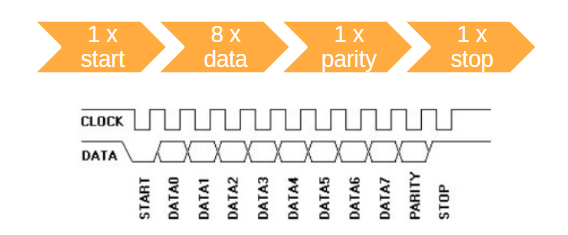 1 x
start
8 x
data
1 x
parity
1 x
stop
CLOCK
DATA
START
DATA0
DATA1
DATA2
DATA3
DATA4
DATA5
DATA6
DATA7
PARITY
STOP